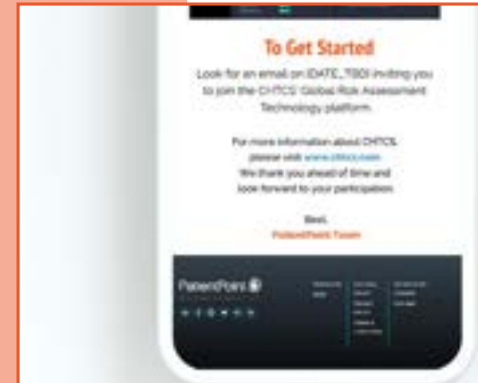 To Get Started
Look for an email on [DATE_TBD] inviting you
to join the CHTCS' Global Risk Assessment
Technology platform.
For more information about CHTCS,
please visit www.chtcs.com
We thank you ahead of time and
look forward to your participation.
Best,
PatientPoint Team
PatientPoint